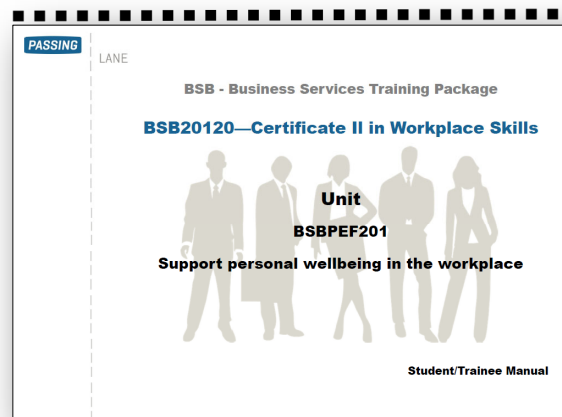 PASSING
LANE
BSB - Business Services Training Package
BSB20120—Certificate II in Workplace Skills
Unit
BSBPEF201
Support personal wellbeing in the workplace
Student/Trainee Manual